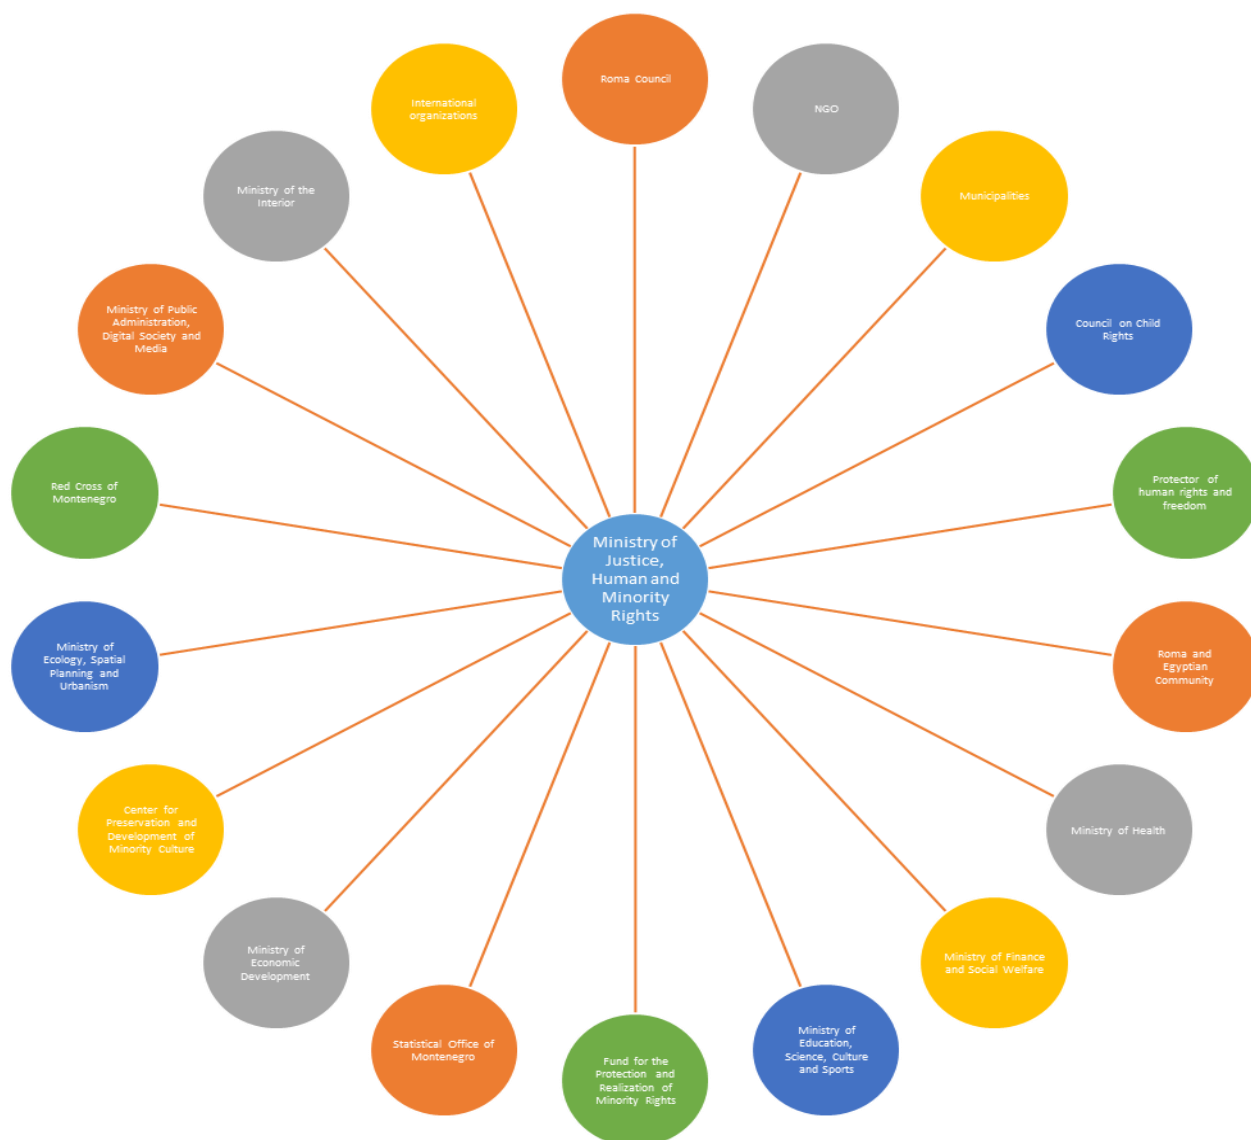 Roma Council
NGO
Municipalities
Council on Child
Rights
Protector of
human rights and
freedom
Roma and
Egyptian
Community
Ministry of Health
Ministry of Finance
and Social Welfare
Ministry of
Education,
Science, Culture
and Sports
Fund for the
Protection and
Realization of
Minority Rights
Statistical Office of
Montenegro
Ministry of
Economic
Development
Center for
Preservation and
Development of
Minority Culture
Ministry of
Ecology, Spatial
Planning and
Urbanism
Red Cross of
Montenegro
Ministry of Public
Administration,
Digital Society and
Media
Ministry of the
Interior
International
organizations
Ministry of
Justice,
Human and
Minority
Rights